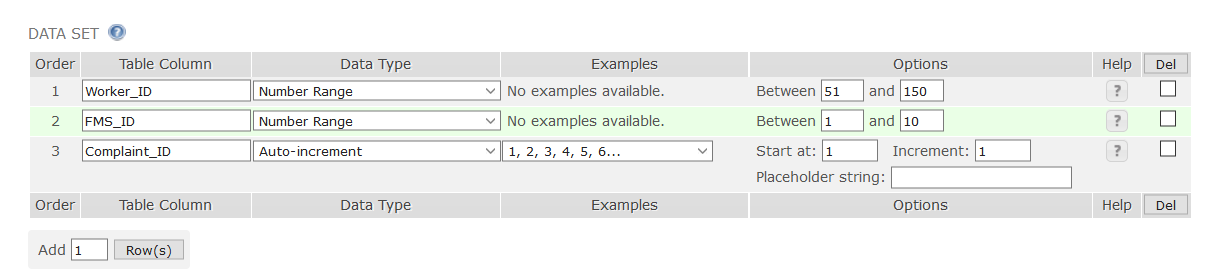 DATA SET ?
Order Table Column Data Type Examples Options Help Del
1 Worker_ID Number Range No examples available. Between 51 and 150 ?
2 FMS_ID Number Range No examples available. Between 1 and 10 ?
3 Complaint_ID Auto-increment 1, 2, 3, 4, 5, 6... Start at: 1 Increment: 1 ?
Placeholder string:
Order Table Column Data Type Examples Options Help Del
Add 1 Row(s)